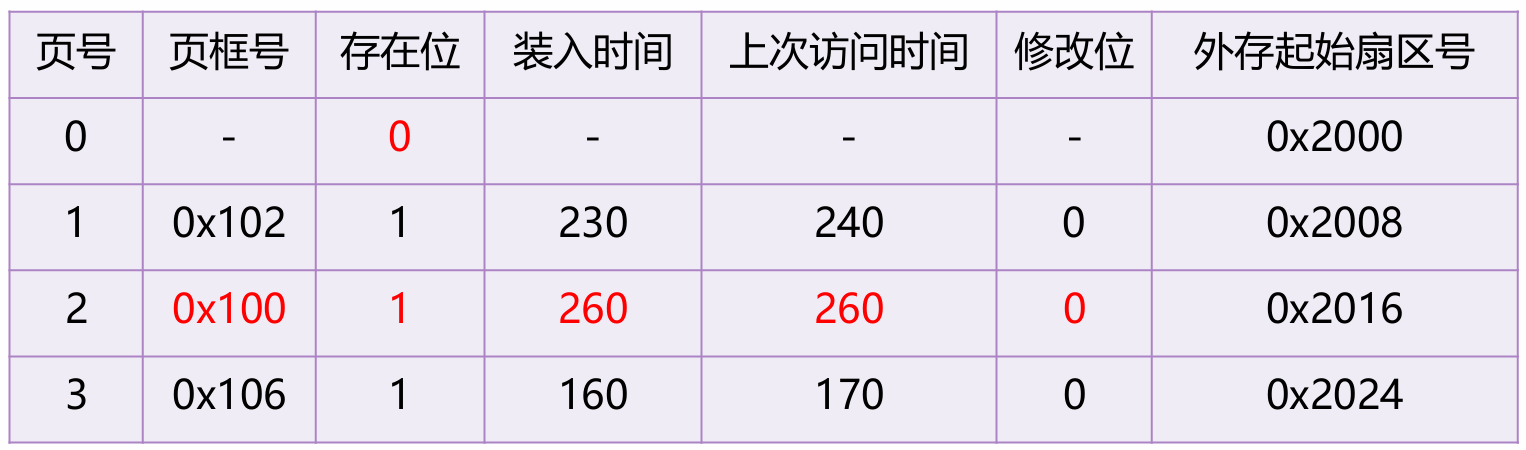 页号 页框号 存在位 装入时间 上次访问时间 修改位 外存起始扇区号
0 - 0 - - - 0x2000
1 0x102 1 230 240 0 0x2008
2 0x100 1 260 260 0 0x2016
3 0x106 1 160 170 0 0x2024